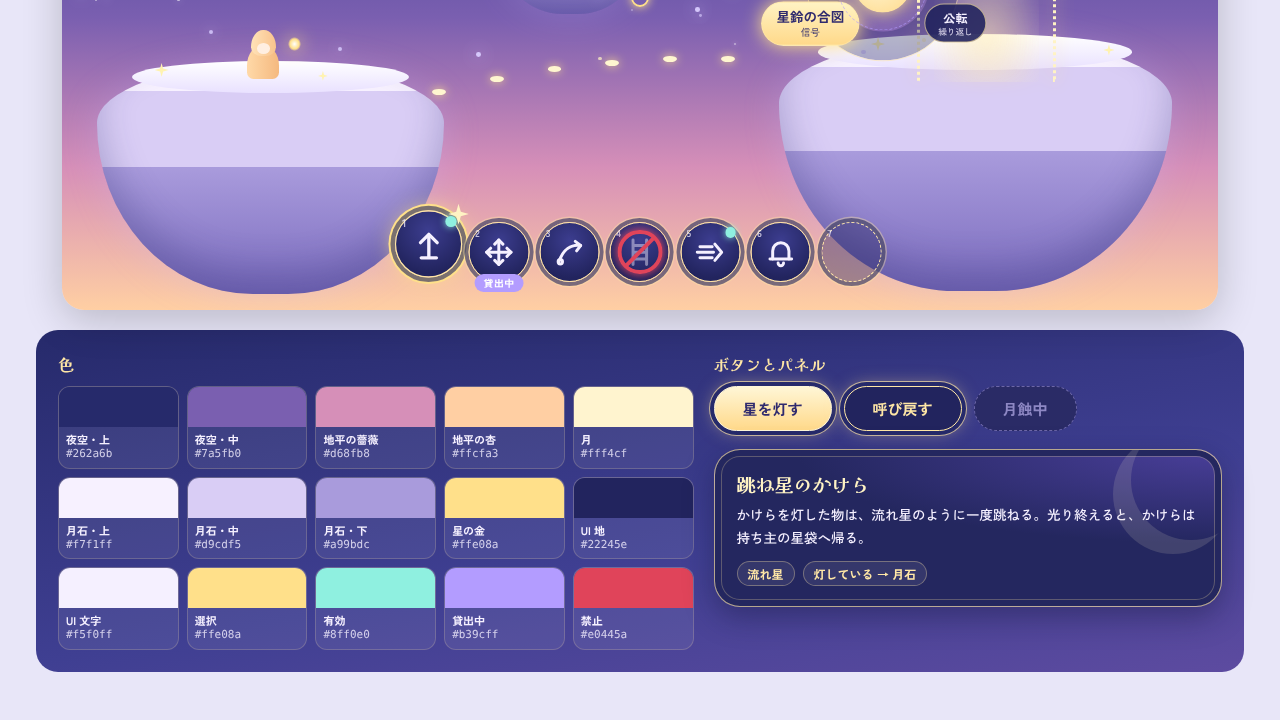 星鈴の合図
信号
公転
繰り返し
1
2
3
4
5
6
7
貸出中
色
夜空・上
#262a6b
夜空・中
#7a5fb0
地平の薔薇
#d68fb8
地平の杏
#ffcfa3
月
#fff4cf
月石・上
#f7f1ff
月石・中
#d9cdf5
月石・下
#a99bdc
星の金
#ffe08a
UI 地
#22245e
UI 文字
#f5f0ff
選択
#ffe08a
有効
#8ff0e0
貸出中
#b39cff
禁止
#e0445a
ボタンとパネル
星を灯す
呼び戻す
月蝕中
跳ね星のかけら
かけらを灯した物は、流れ星のように一度跳ねる。光り終えると、かけらは
持ち主の星袋へ帰る。
流れ星
灯している → 月石